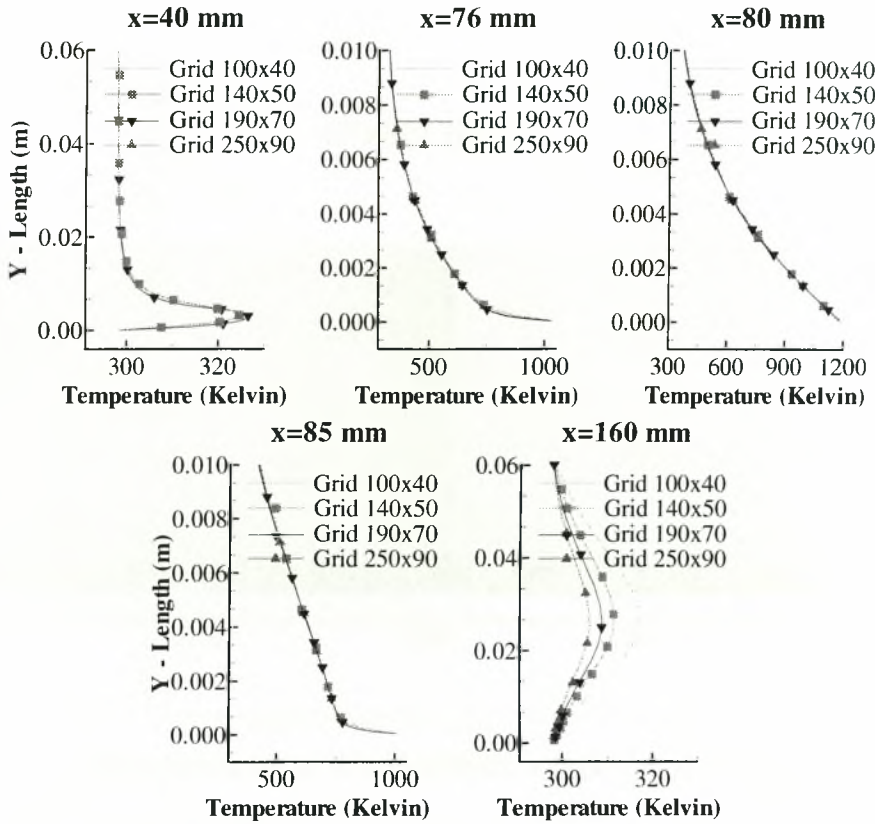 x=40 mm
0.06
0.04
0.02
0.00
Y - Length (m)
Grid 100x40
Grid 140x50
Grid 190x70
Grid 250x90
300
320
Temperature (Kelvin)
x=76 mm
0.010
0.008
0.006
0.004
0.002
0.000
Grid 100x40
Grid 140x50
Grid 190x70
Grid 250x90
500
1000
Temperature (Kelvin)
x=80 mm
0.010
0.008
0.006
0.004
0.002
0.000
Grid 100x40
Grid 140x50
Grid 190x70
Grid 250x90
300
600
900
1200
Temperature (Kelvin)
x=85 mm
0.010
0.008
0.006
0.004
0.002
0.000
Y - Length (m)
Grid 100x40
Grid 140x50
Grid 190x70
Grid 250x90
500
1000
Temperature (Kelvin)
x=160 mm
0.06
0.04
0.02
0.00
Grid 100x40
Grid 140x50
Grid 190x70
Grid 250x90
300
320
Temperature (Kelvin)